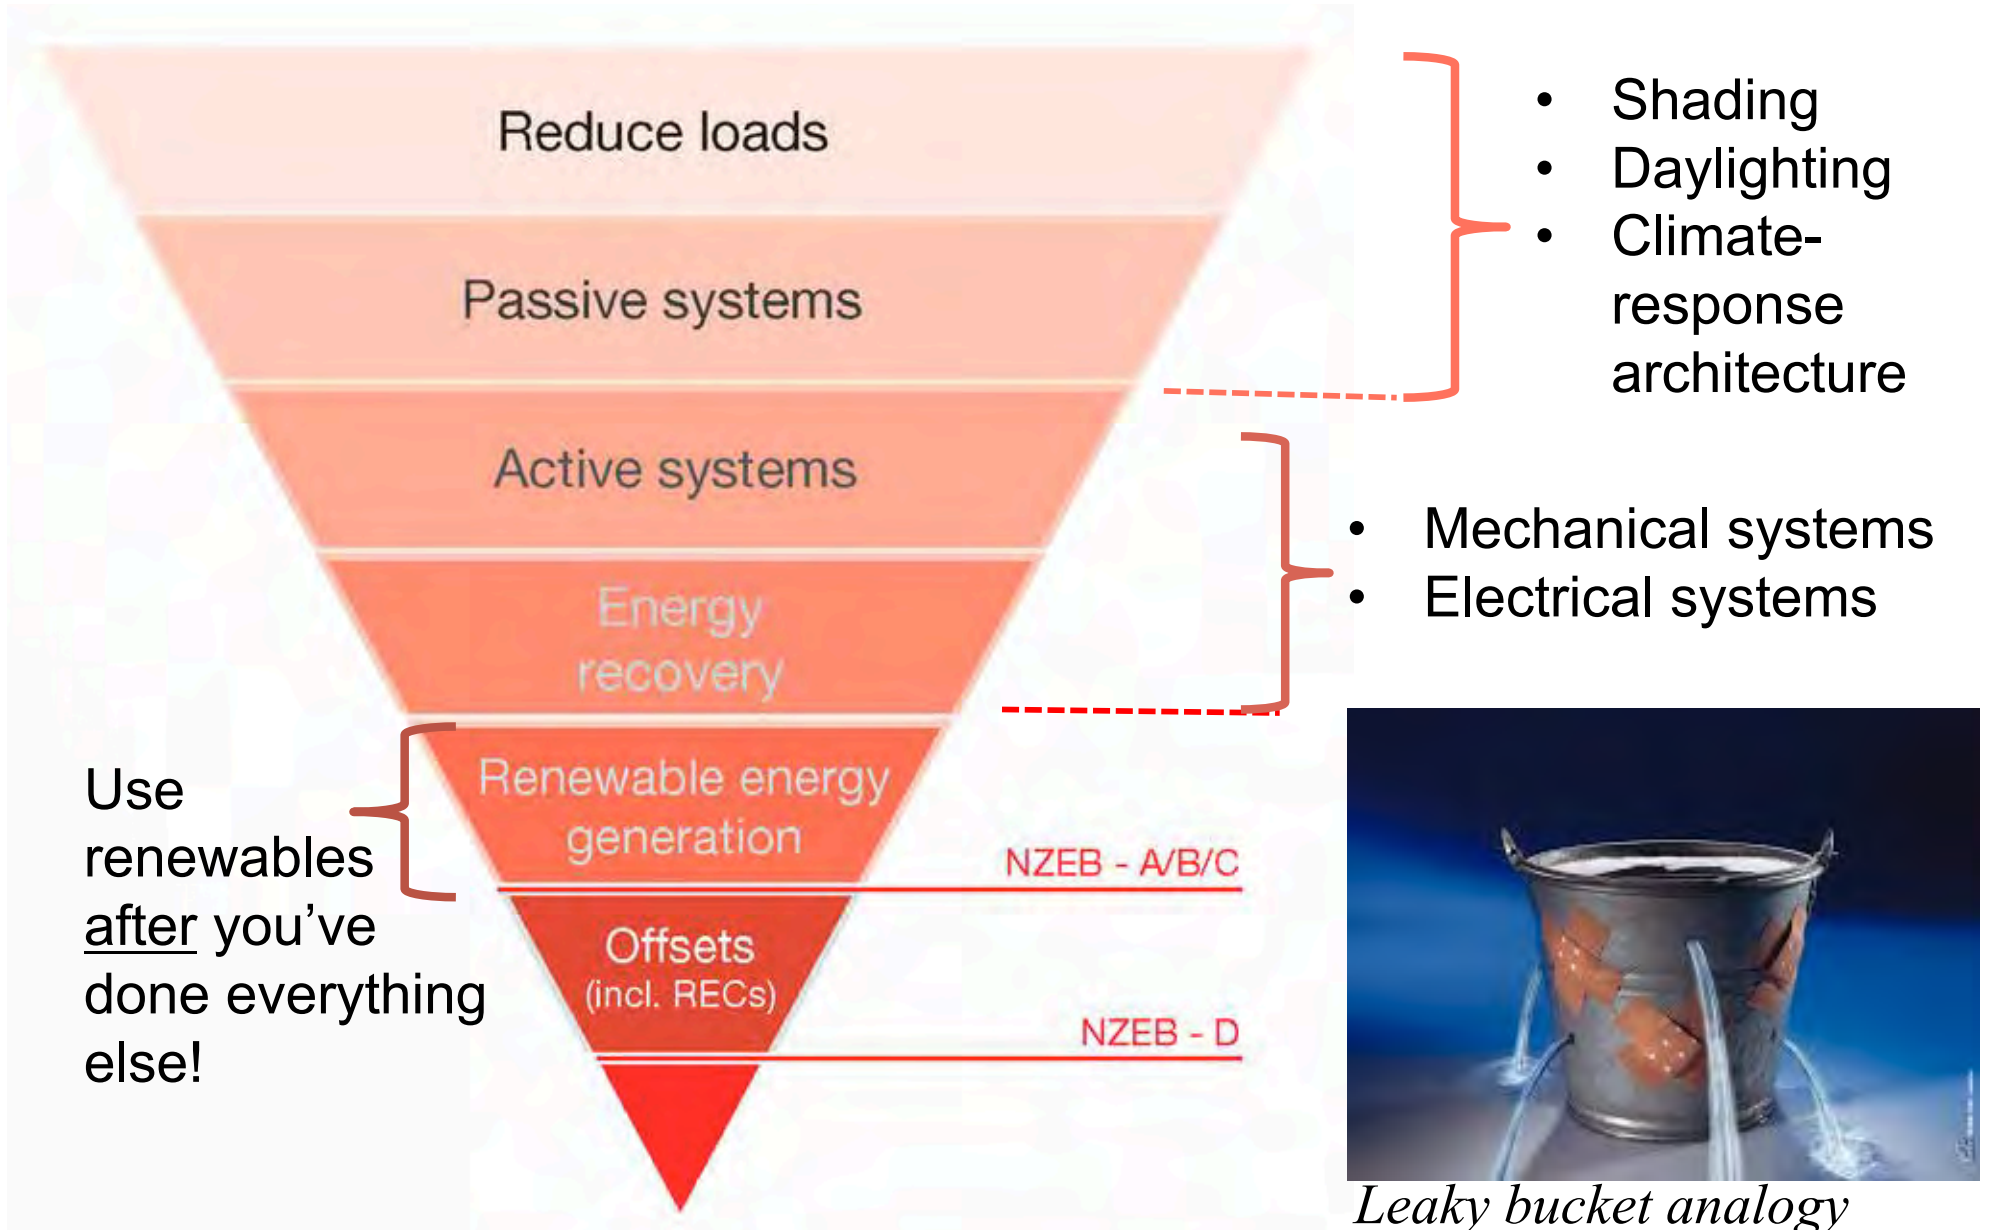 Reduce loads
Passive systems
Active systems
Energy
recovery
Renewable energy
generation
Offsets
(incl. RECs)
NZEB - A/B/C
NZEB - D
• Shading
• Daylighting
• Climate-
response
architecture
• Mechanical systems
• Electrical systems
Use
renewables
after you’ve
done everything
else!
Leaky bucket analogy